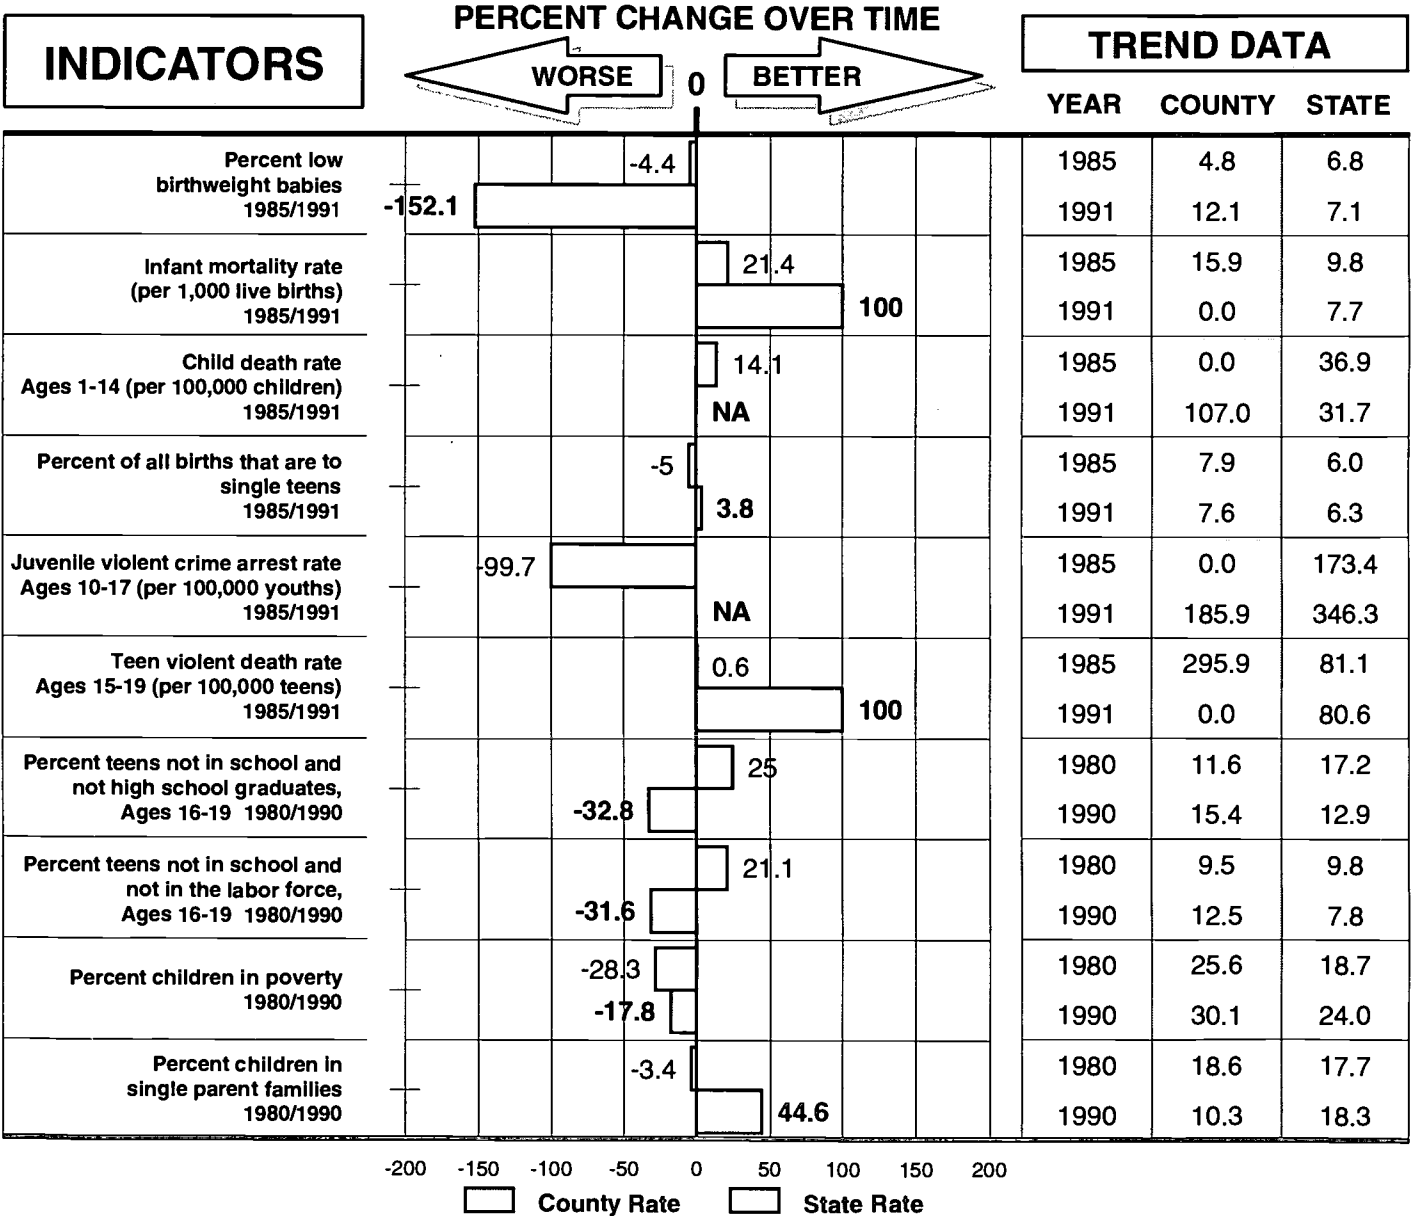 PERCENT CHANGE OVER TIME
INDICATORS
WORSE
0
BETTER
TREND DATA
YEAR COUNTY STATE
Percent low
birthweight babies
1985/1991
-4.4
-152.1
1985 4.8 6.8
1991 12.1 7.1
Infant mortality rate
(per 1,000 live births)
1985/1991
21.4
100
1985 15.9 9.8
1991 0.0 7.7
Child death rate
Ages 1-14 (per 100,000 children)
1985/1991
14.1
NA
1985 0.0 36.9
1991 107.0 31.7
Percent of all births that are to
single teens
1985/1991
-5
3.8
1985 7.9 6.0
1991 7.6 6.3
Juvenile violent crime arrest rate
Ages 10-17 (per 100,000 youths)
1985/1991
-99.7
NA
1985 0.0 173.4
1991 185.9 346.3
Teen violent death rate
Ages 15-19 (per 100,000 teens)
1985/1991
0.6
100
1985 295.9 81.1
1991 0.0 80.6
Percent teens not in school and
not high school graduates,
Ages 16-19 1980/1990
25
-32.8
1980 11.6 17.2
1990 15.4 12.9
Percent teens not in school and
not in the labor force,
Ages 16-19 1980/1990
21.1
-31.6
1980 9.5 9.8
1990 12.5 7.8
Percent children in poverty
1980/1990
-28.3
-17.8
1980 25.6 18.7
1990 30.1 24.0
Percent children in
single parent families
1980/1990
-3.4
44.6
1980 18.6 17.7
1990 10.3 18.3
-200 -150 -100 -50 0 50 100 150 200
County Rate State Rate